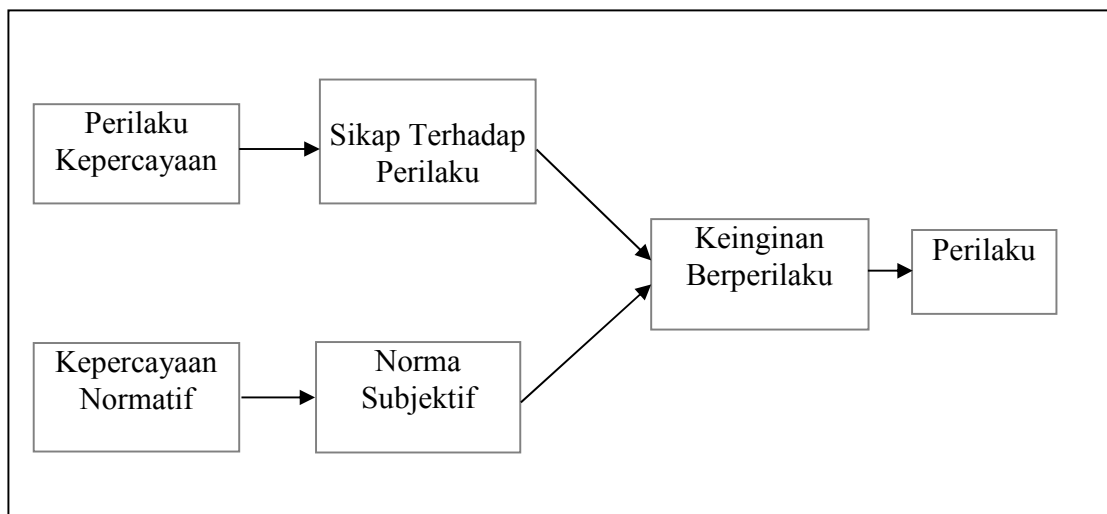 Perilaku
Kepercayaan
Sikap Terhadap
Perilaku
Keinginan
Berperilaku
Perilaku
Kepercayaan
Normatif
Norma
Subjektif